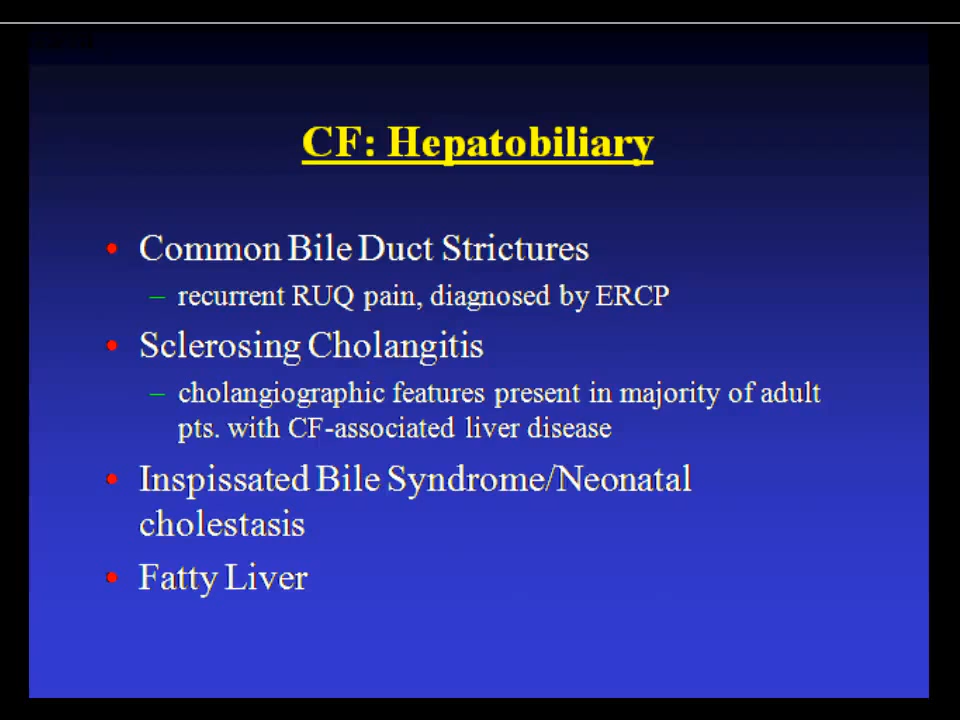 CF: Hepatobiliary
• Common Bile Duct Strictures
– recurrent RUQ pain, diagnosed by ERCP
• Sclerosing Cholangitis
– cholangiographic features present in majority of adult
pts. with CF-associated liver disease
• Inspissated Bile Syndrome/Neonatal
cholestasis
• Fatty Liver